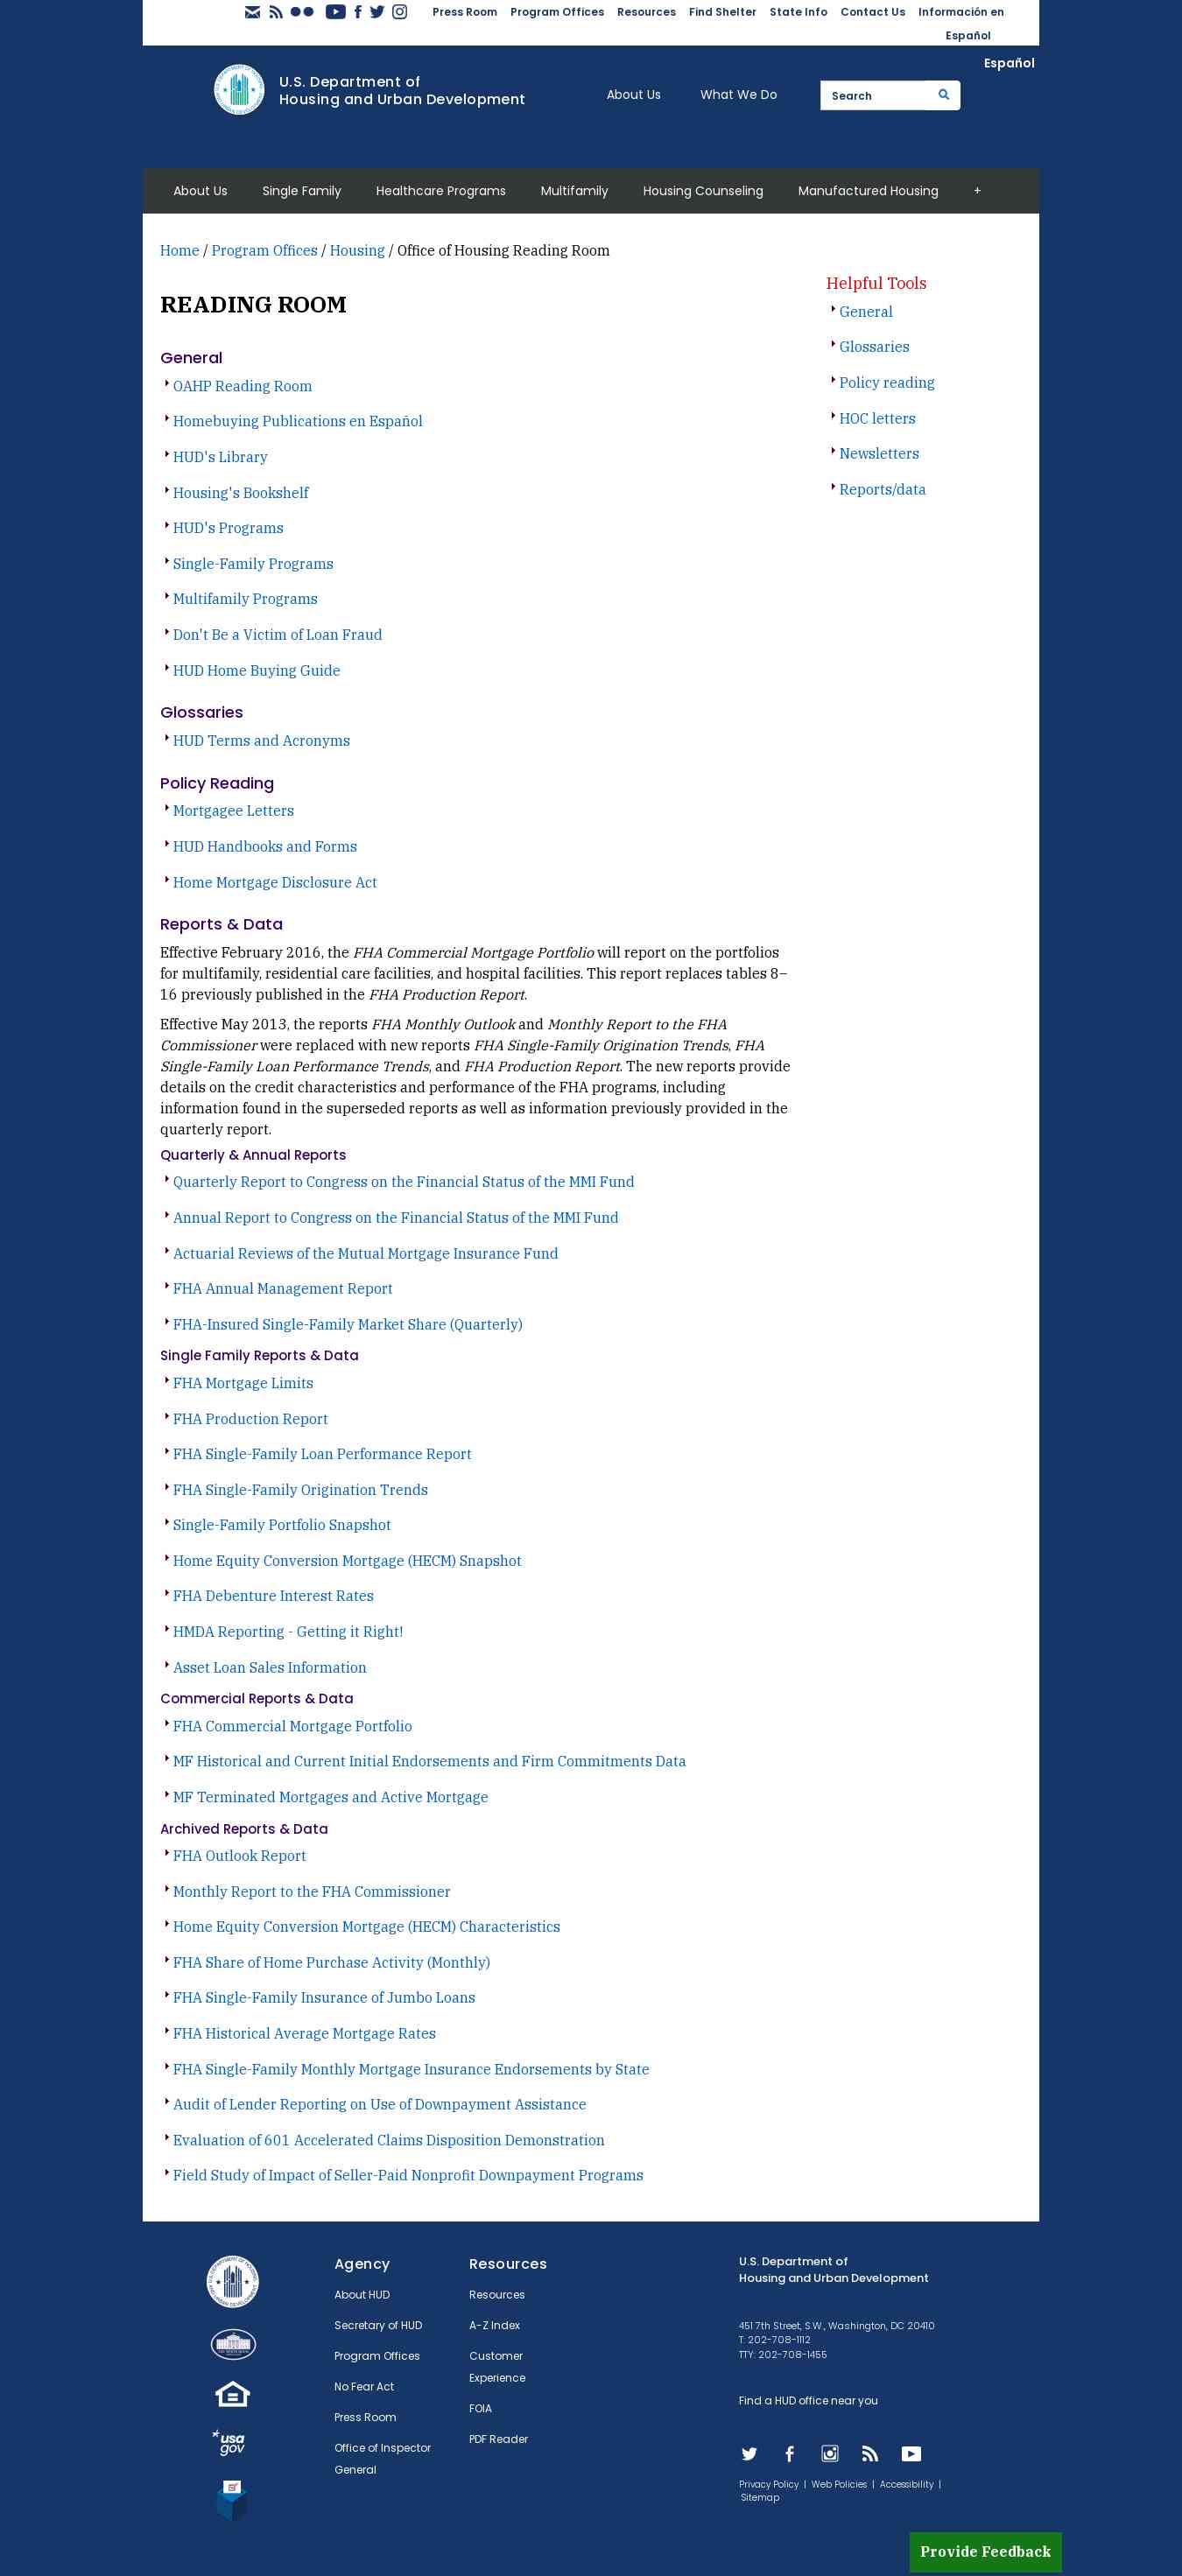 Press Room Program Offices Resources Find Shelter State Info Contact Us Información en
Español
Español
U.S. Department of
Housing and Urban Development
About Us What We Do
Search
About Us Single Family Healthcare Programs Multifamily Housing Counseling Manufactured Housing +
Home / Program Offices / Housing / Office of Housing Reading Room
READING ROOM
General
OAHP Reading Room
Homebuying Publications en Español
HUD's Library
Housing's Bookshelf
HUD's Programs
Single-Family Programs
Multifamily Programs
Don't Be a Victim of Loan Fraud
HUD Home Buying Guide
Glossaries
HUD Terms and Acronyms
Policy Reading
Mortgagee Letters
HUD Handbooks and Forms
Home Mortgage Disclosure Act
Reports & Data
Effective February 2016, the FHA Commercial Mortgage Portfolio will report on the portfolios
for multifamily, residential care facilities, and hospital facilities. This report replaces tables 8–
16 previously published in the FHA Production Report.
Effective May 2013, the reports FHA Monthly Outlook and Monthly Report to the FHA
Commissioner were replaced with new reports FHA Single-Family Origination Trends, FHA
Single-Family Loan Performance Trends, and FHA Production Report. The new reports provide
details on the credit characteristics and performance of the FHA programs, including
information found in the superseded reports as well as information previously provided in the
quarterly report.
Quarterly & Annual Reports
Quarterly Report to Congress on the Financial Status of the MMI Fund
Annual Report to Congress on the Financial Status of the MMI Fund
Actuarial Reviews of the Mutual Mortgage Insurance Fund
FHA Annual Management Report
FHA-Insured Single-Family Market Share (Quarterly)
Single Family Reports & Data
FHA Mortgage Limits
FHA Production Report
FHA Single-Family Loan Performance Report
FHA Single-Family Origination Trends
Single-Family Portfolio Snapshot
Home Equity Conversion Mortgage (HECM) Snapshot
FHA Debenture Interest Rates
HMDA Reporting - Getting it Right!
Asset Loan Sales Information
Commercial Reports & Data
FHA Commercial Mortgage Portfolio
MF Historical and Current Initial Endorsements and Firm Commitments Data
MF Terminated Mortgages and Active Mortgage
Archived Reports & Data
FHA Outlook Report
Monthly Report to the FHA Commissioner
Home Equity Conversion Mortgage (HECM) Characteristics
FHA Share of Home Purchase Activity (Monthly)
FHA Single-Family Insurance of Jumbo Loans
FHA Historical Average Mortgage Rates
FHA Single-Family Monthly Mortgage Insurance Endorsements by State
Audit of Lender Reporting on Use of Downpayment Assistance
Evaluation of 601 Accelerated Claims Disposition Demonstration
Field Study of Impact of Seller-Paid Nonprofit Downpayment Programs
Helpful Tools
General
Glossaries
Policy reading
HOC letters
Newsletters
Reports/data
usa
gov
Agency
About HUD
Secretary of HUD
Program Offices
No Fear Act
Press Room
Office of Inspector
General
Resources
Resources
A-Z Index
Customer
Experience
FOIA
PDF Reader
U.S. Department of
Housing and Urban Development
451 7th Street, S.W., Washington, DC 20410
T: 202-708-1112
TTY: 202-708-1455
Find a HUD office near you
Privacy Policy | Web Policies | Accessibility |
Sitemap
Provide Feedback